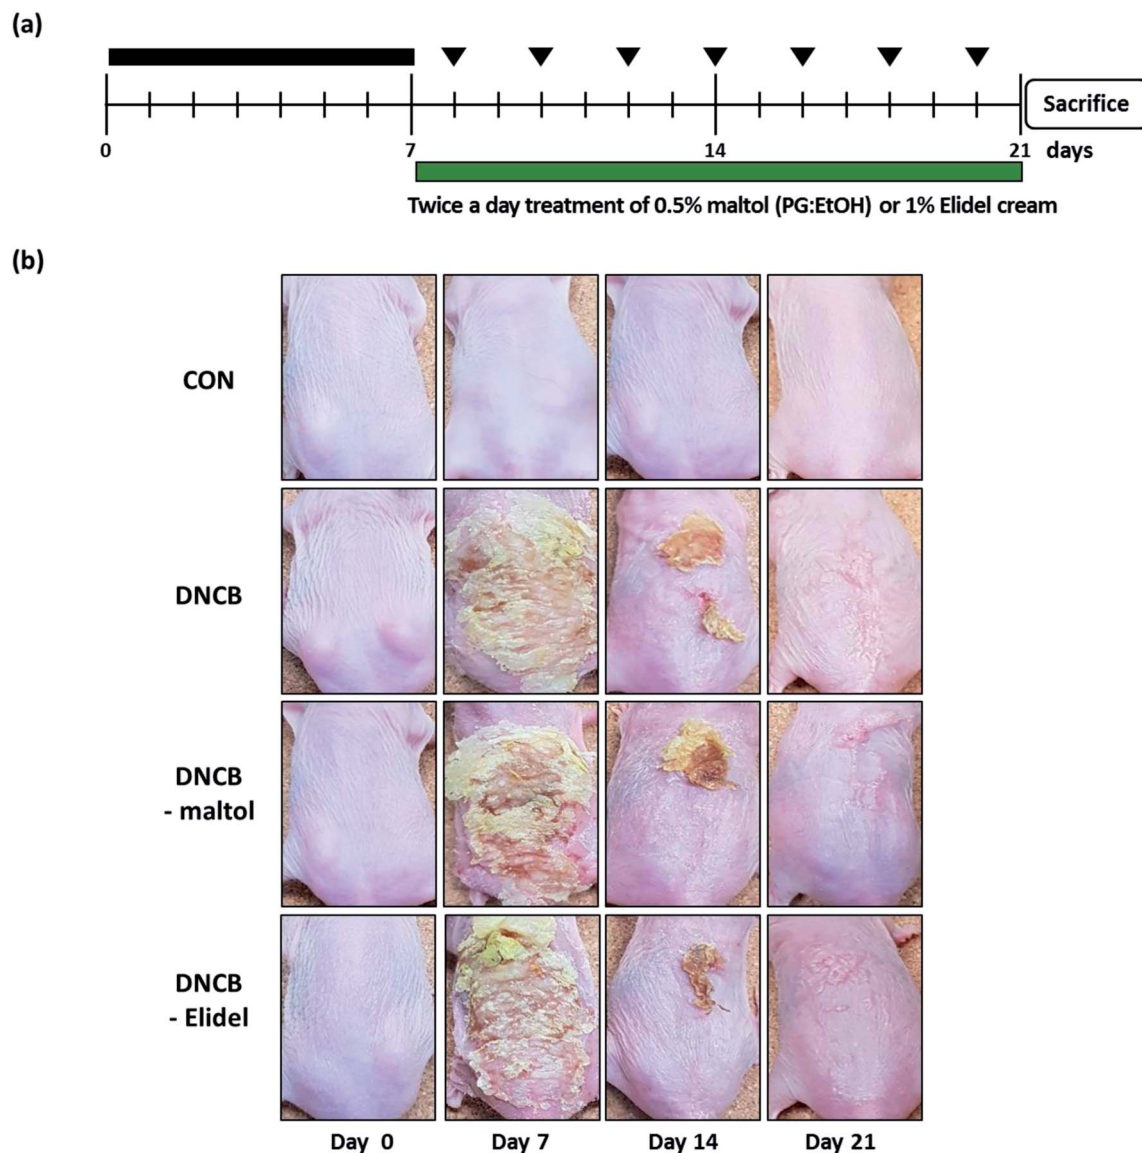 (a)
Sacrifice
0 7 14 21 days
Twice a day treatment of 0.5% maltol (PG:EtOH) or 1% Elidel cream
(b)
CON
DNCB
DNCB
- maltol
DNCB
- Elidel
Day 0 Day 7 Day 14 Day 21